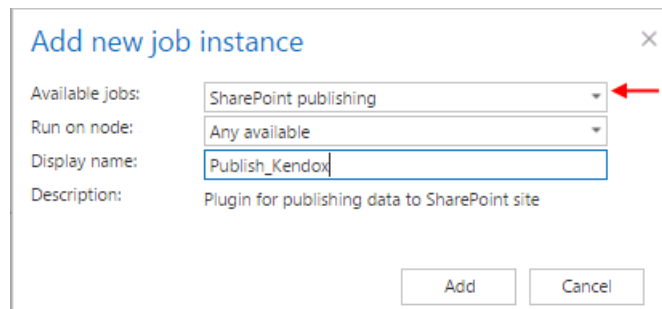 Add new job instance
Available jobs: SharePoint publishing
Run on node: Any available
Display name: Publish_Kendox
Description: Plugin for publishing data to SharePoint site
Add Cancel